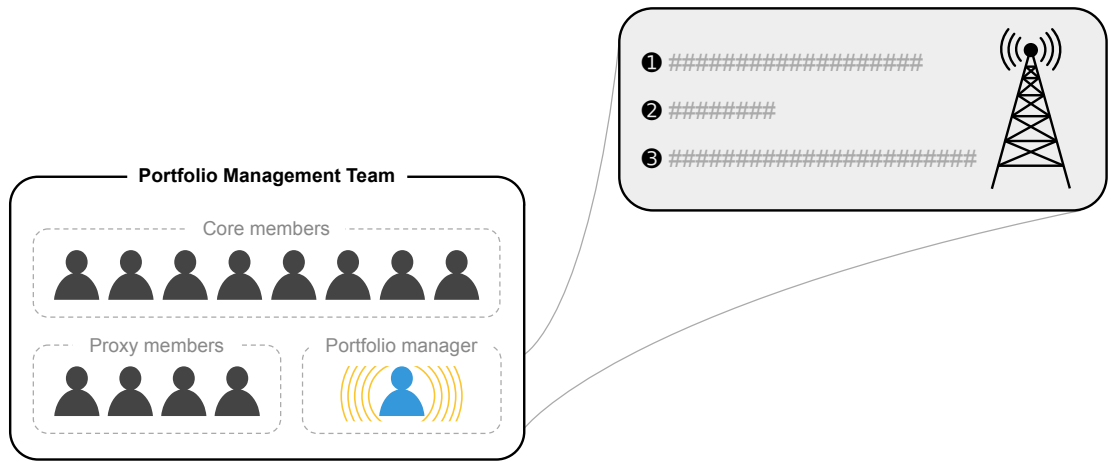 ❶ ###################
❷ ########
❸ #######################
Portfolio Management Team
Core members
Proxy members
Portfolio manager